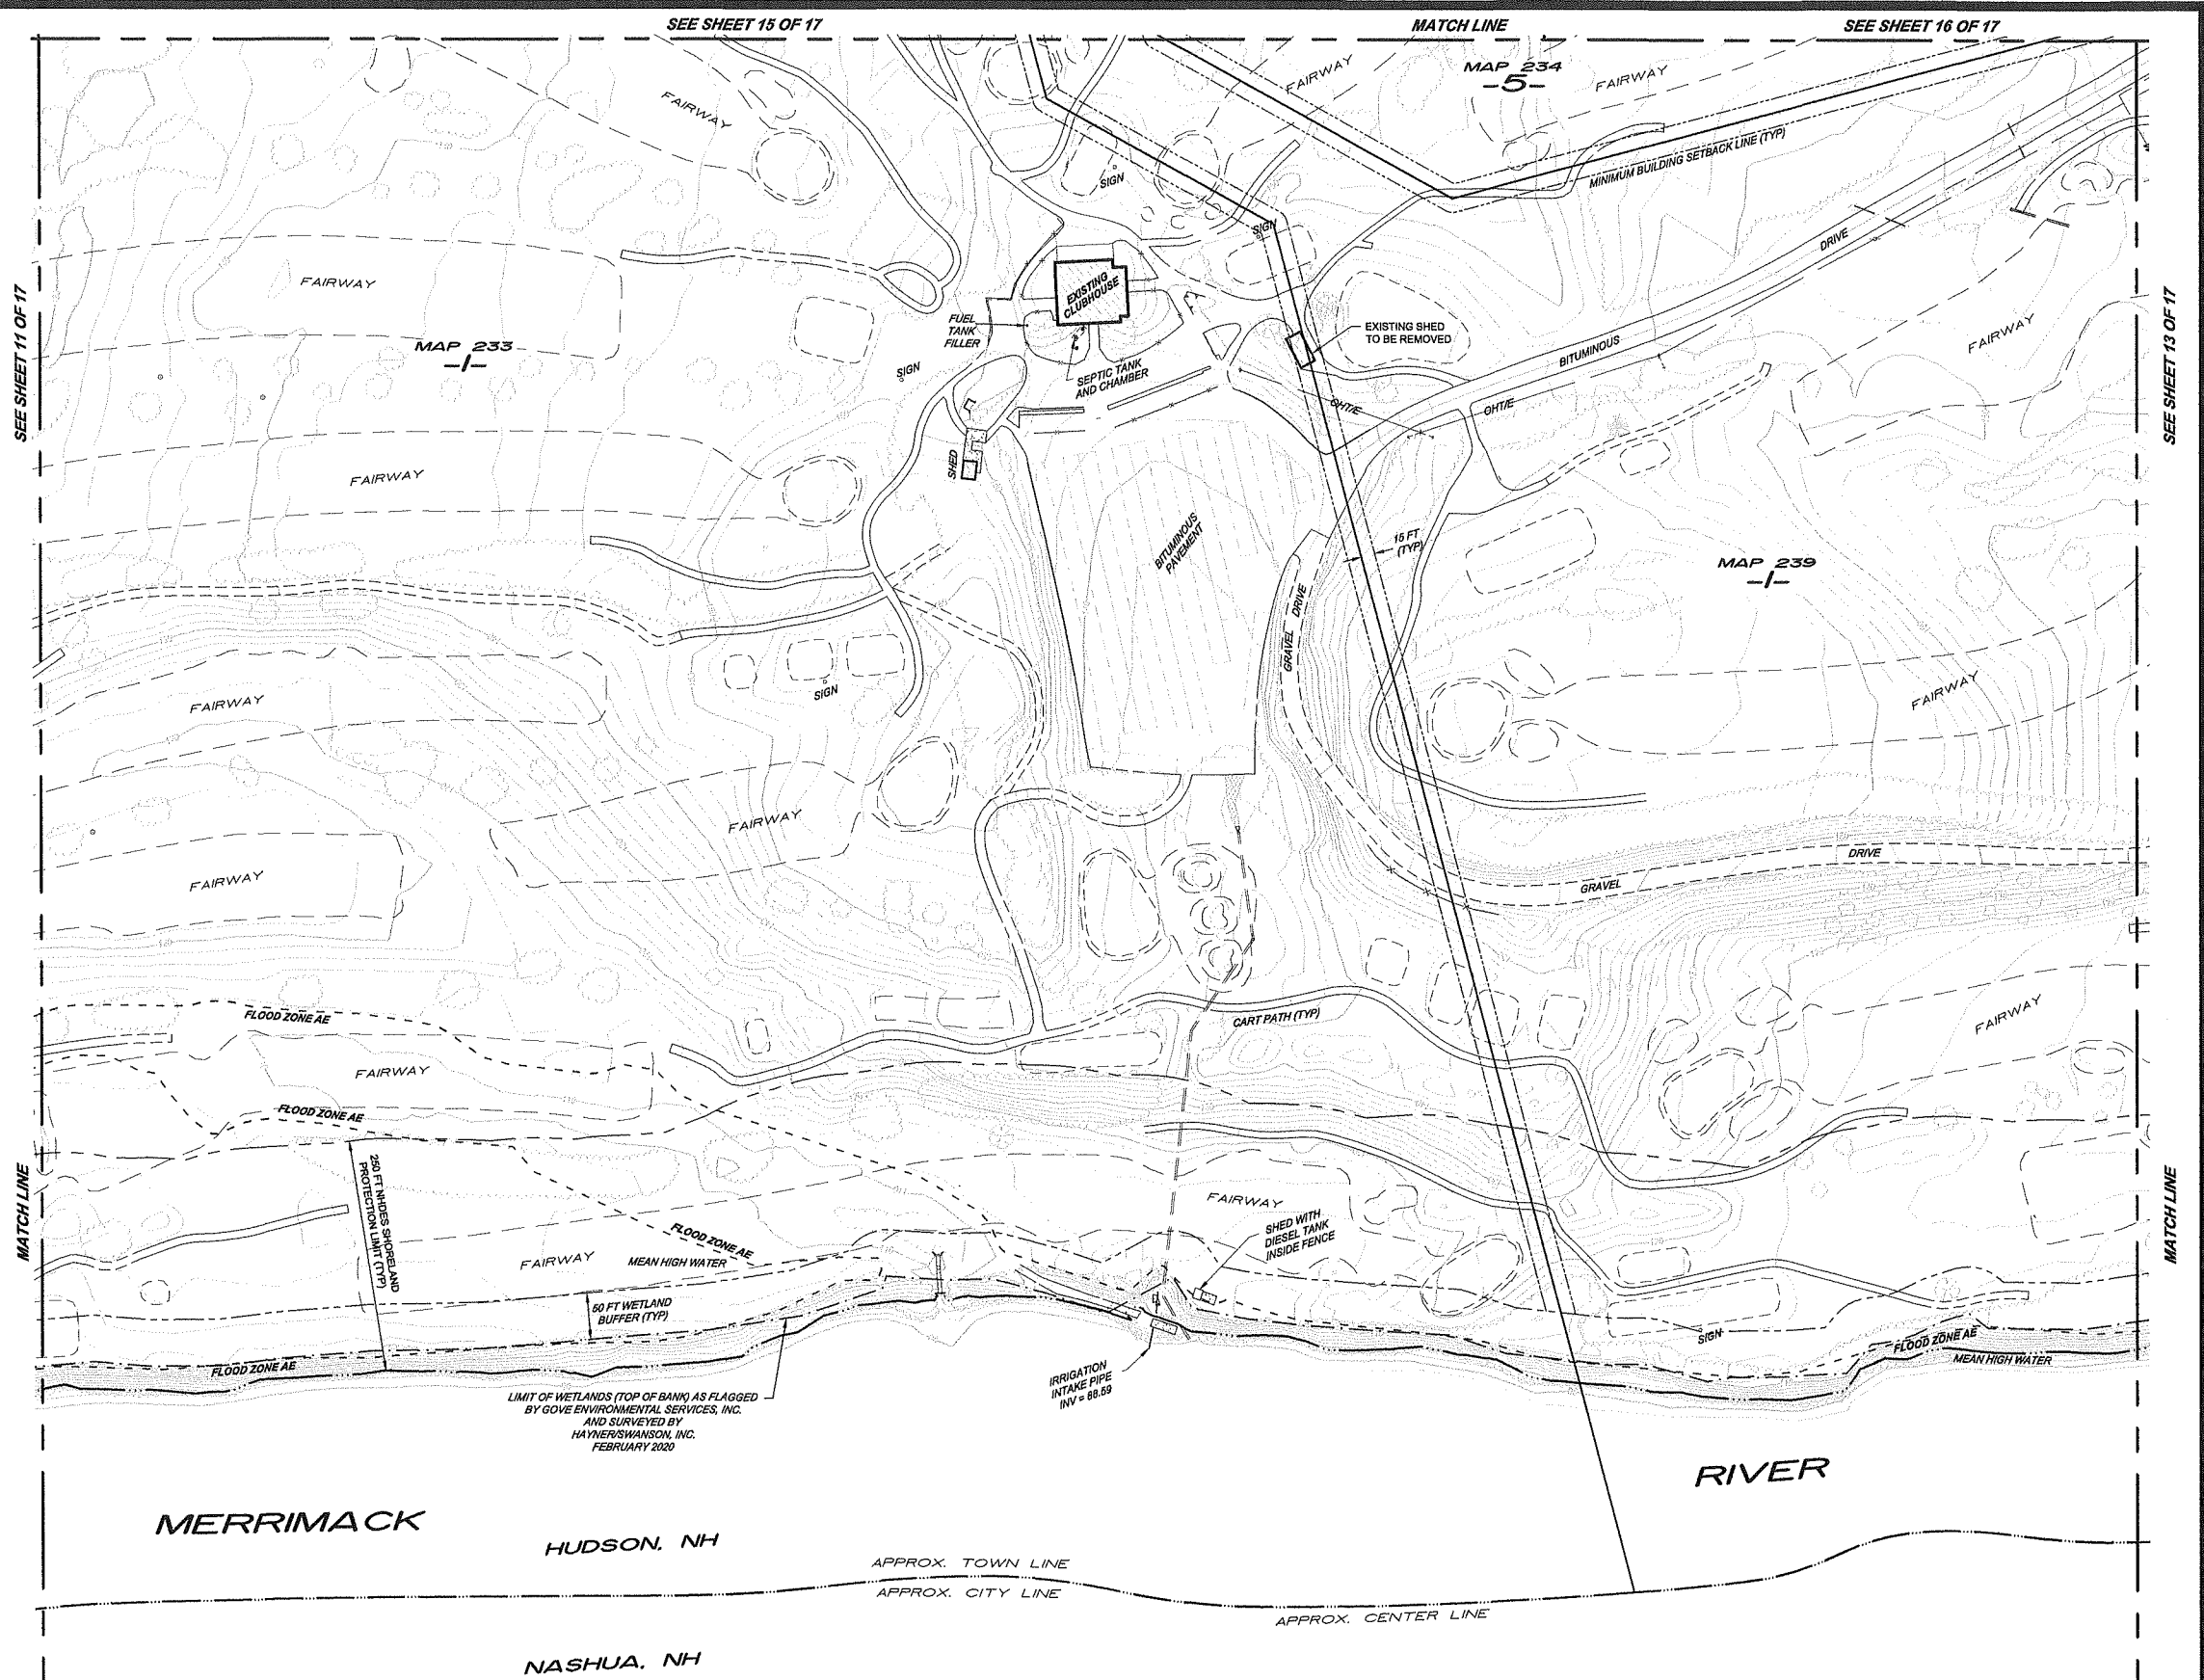 SEE SHEET 15 OF 17
MATCH LINE
SEE SHEET 16 OF 17
FAIRWAY
MAP 234
-5-
FAIRWAY
FAIRWAY
MINIMUM BUILDING SETBACK LINE (TYP)
SIGN
SIGN
DRIVE
FAIRWAY
EXISTING
CLUBHOUSE
FUEL
TANK
FILLER
EXISTING SHED
TO BE REMOVED
FAIRWAY
SEE SHEET 11 OF 17
SEE SHEET 13 OF 17
MAP 233
-1-
SIGN
SEPTIC TANK
AND CHAMBER
BITUMINOUS
OHT/E
OHT/E
SHED
FAIRWAY
BITUMINOUS
PAVEMENT
15 FT
(TYP)
MAP 239
-1-
GRAVEL DRIVE
SIGN
FAIRWAY
FAIRWAY
FAIRWAY
FAIRWAY
DRIVE
GRAVEL
FLOOD ZONE AE
CART PATH (TYP)
FAIRWAY
FAIRWAY
FLOOD ZONE AE
250 FT NHDES SHORELAND
PROTECTION LIMIT (TYP)
MATCH LINE
MATCH LINE
FAIRWAY
SHED WITH
DIESEL TANK
INSIDE FENCE
FLOOD ZONE AE
FAIRWAY
MEAN HIGH WATER
50 FT WETLAND
BUFFER (TYP)
SIGN
FLOOD ZONE AE
MEAN HIGH WATER
FLOOD ZONE AE
IRRIGATION
INTAKE PIPE
INV = 88.59
LIMIT OF WETLANDS (TOP OF BANK) AS FLAGGED
BY GOVE ENVIRONMENTAL SERVICES, INC.
AND SURVEYED BY
HAYNER/SWANSON, INC.
FEBRUARY 2020
RIVER
MERRIMACK
HUDSON, NH
APPROX. TOWN LINE
APPROX. CITY LINE
APPROX. CENTER LINE
NASHUA, NH